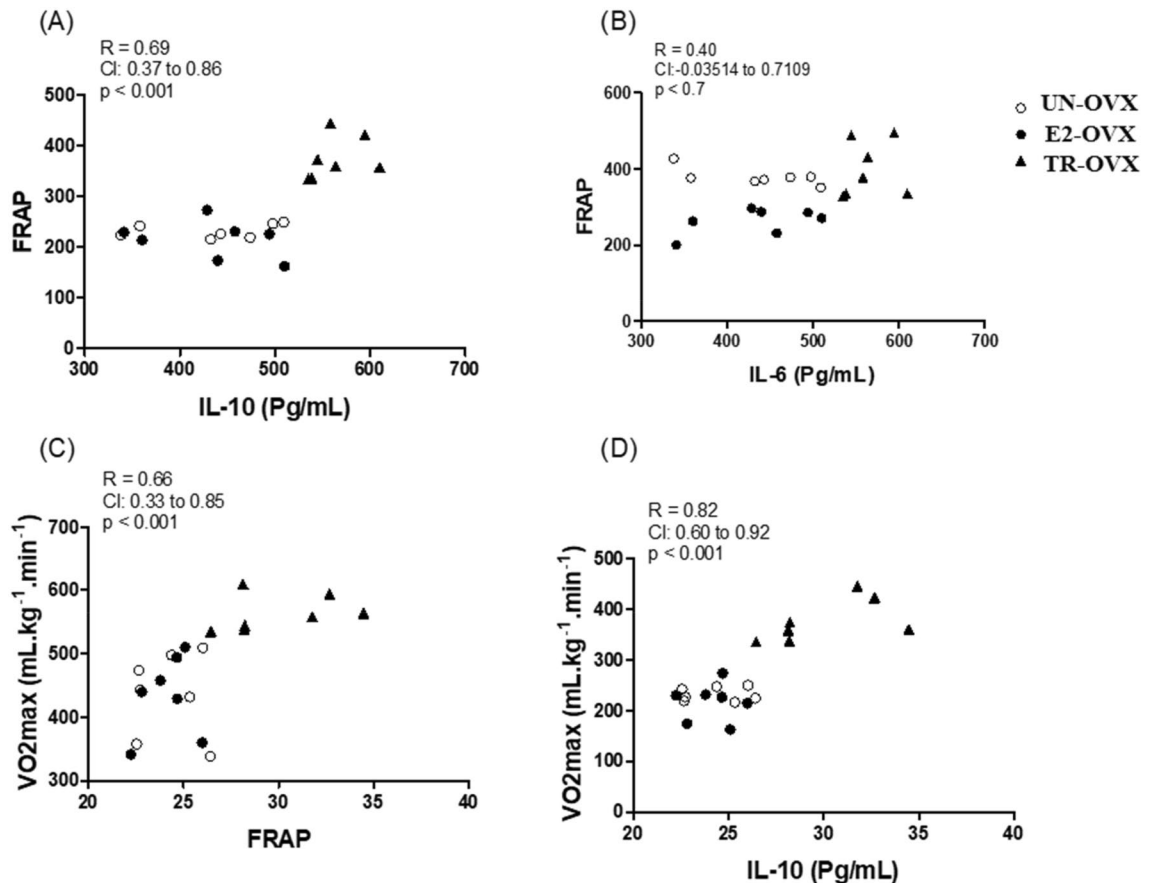 (A)
R = 0.69
CI: 0.37 to 0.86
p < 0.001
500
400
300
200
100
0
FRAP
300 400 500 600 700
IL-10 (Pg/mL)
(B)
R = 0.40
CI:-0.03514 to 0.7109
p < 0.7
600
400
200
0
FRAP
300 400 500 600 700
IL-6 (Pg/mL)
UN-OVX
E2-OVX
TR-OVX
(C)
R = 0.66
CI: 0.33 to 0.85
p < 0.001
700
600
500
400
300
VO2max (mL.kg⁻¹.min⁻¹)
20 25 30 35 40
FRAP
(D)
R = 0.82
CI: 0.60 to 0.92
p < 0.001
500
400
300
200
100
0
VO2max (mL.kg⁻¹.min⁻¹)
20 25 30 35 40
IL-10 (Pg/mL)